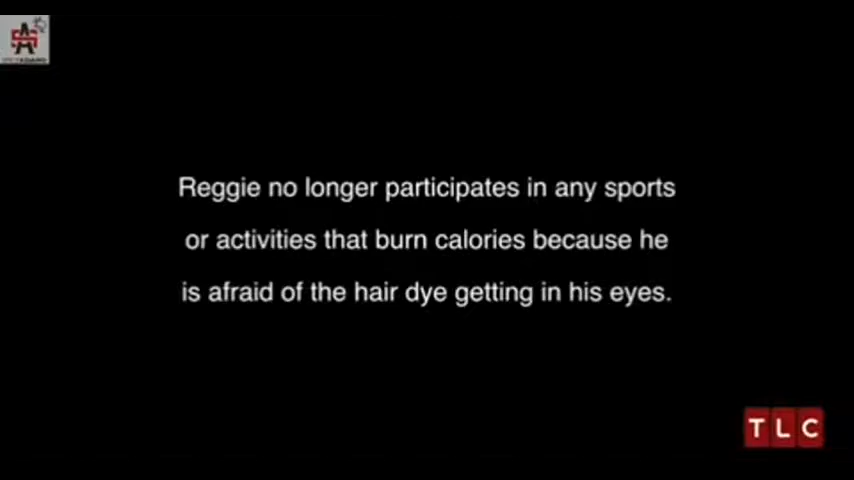 Reggie no longer participates in any sports
or activities that burn calories because he
is afraid of the hair dye getting in his eyes.
TLC